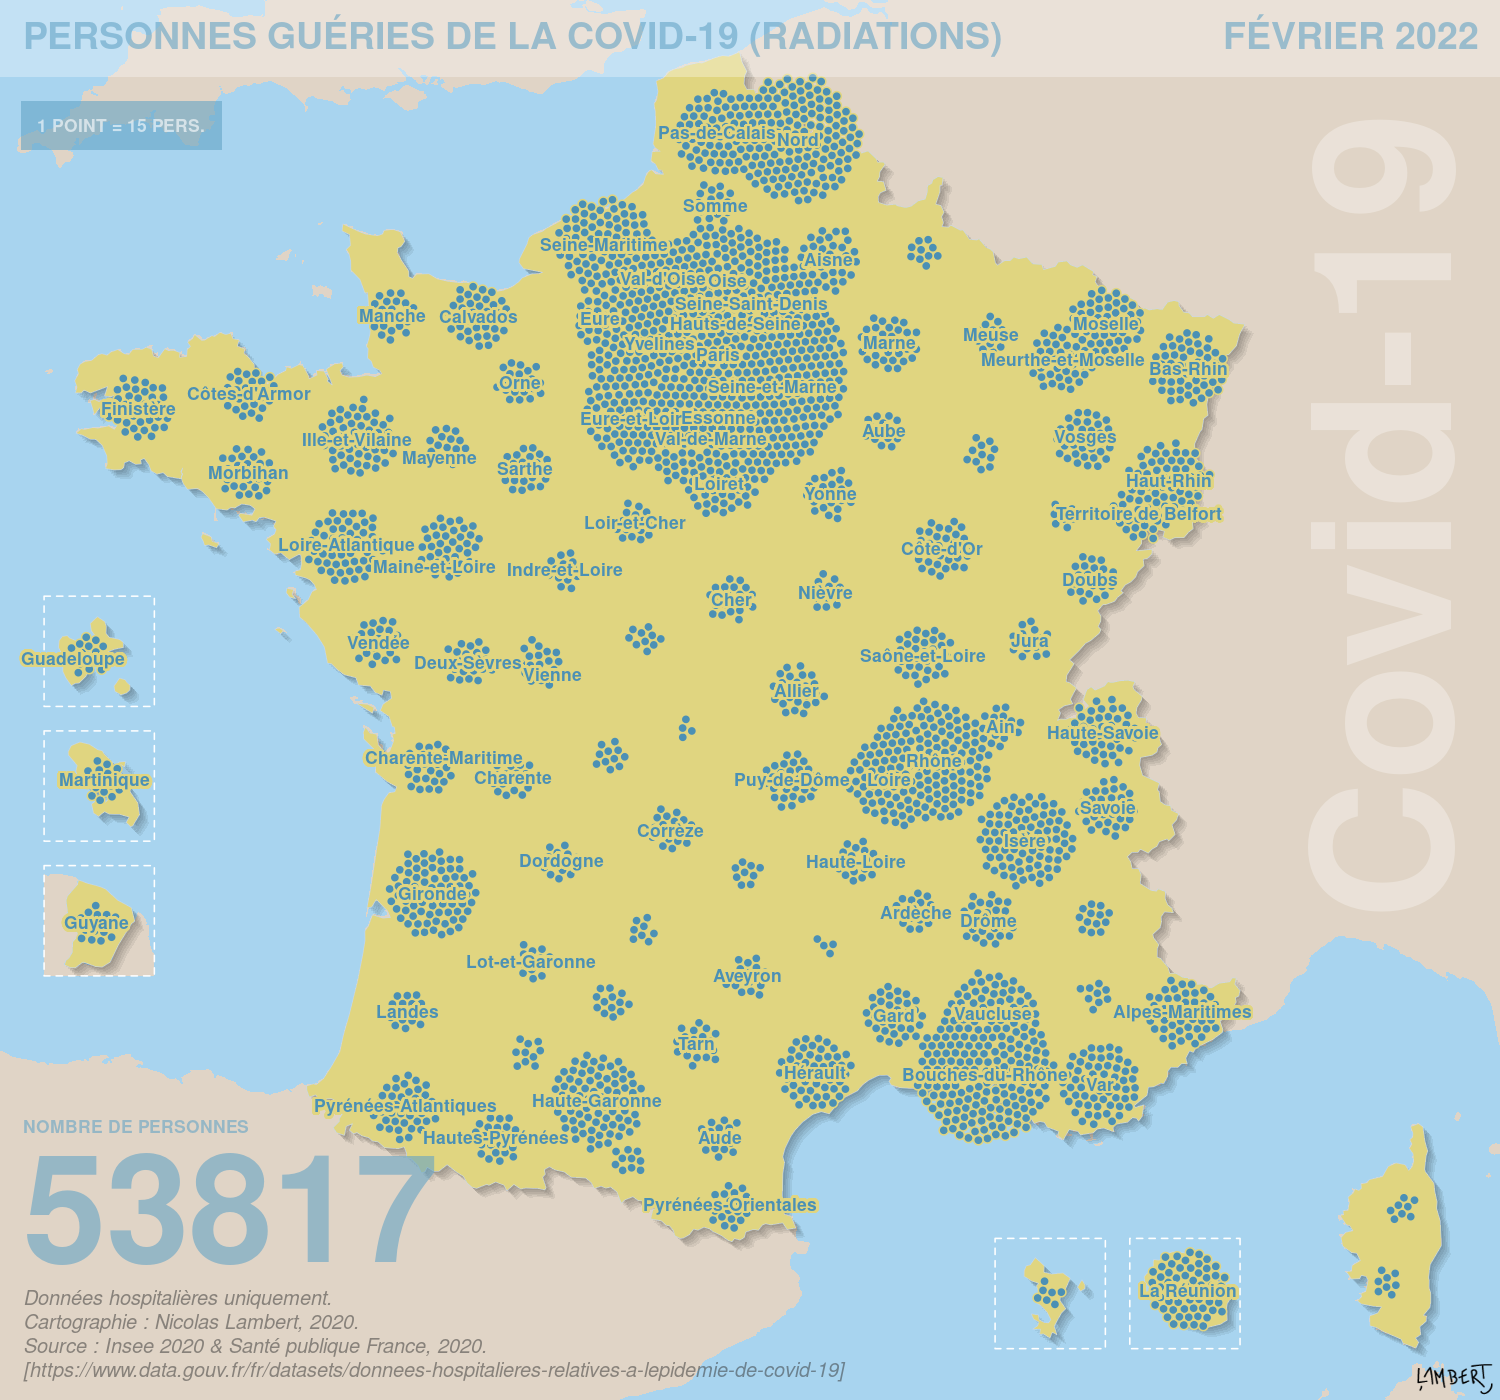 PERSONNES GUÉRIES DE LA COVID-19 (RADIATIONS)
FÉVRIER 2022
1 POINT = 15 PERS.
Covid-19
Pas-de-Calais
Nord
Somme
Seine-Maritime
Aisne
Val-d'Oise
Oise
Seine-Saint-Denis
Manche
Calvados
Eure
Hauts-de-Seine
Meuse
Moselle
Marne
Yvelines
Paris
Meurthe-et-Moselle
Bas-Rhin
Orne
Seine-et-Marne
Côtes-d'Armor
Finistère
Eure-et-Loir
Essonne
Aube
Vosges
Ille-et-Vilaine
Val-de-Marne
Mayenne
Sarthe
Morbihan
Haut-Rhin
Loiret
Yonne
Territoire de Belfort
Loir-et-Cher
Loire-Atlantique
Côte-d'Or
Maine-et-Loire
Indre-et-Loire
Doubs
Cher
Nièvre
Vendée
Jura
Guadeloupe
Deux-Sèvres
Saône-et-Loire
Vienne
Allier
Ain
Haute-Savoie
Charente-Maritime
Rhône
Martinique
Charente
Puy-de-Dôme
Loire
Savoie
Corrèze
Isère
Dordogne
Haute-Loire
Gironde
Ardèche
Drôme
Guyane
Lot-et-Garonne
Aveyron
Landes
Gard
Vaucluse
Alpes-Maritimes
Tarn
Hérault
Bouches-du-Rhône
Var
Pyrénées-Atlantiques
Haute-Garonne
Hautes-Pyrénées
Aude
Pyrénées-Orientales
La Réunion
NOMBRE DE PERSONNES
53817
Données hospitalières uniquement.
Cartographie : Nicolas Lambert, 2020.
Source : Insee 2020 & Santé publique France, 2020.
[https://www.data.gouv.fr/fr/datasets/donnees-hospitalieres-relatives-a-lepidemie-de-covid-19]
LAMBERT